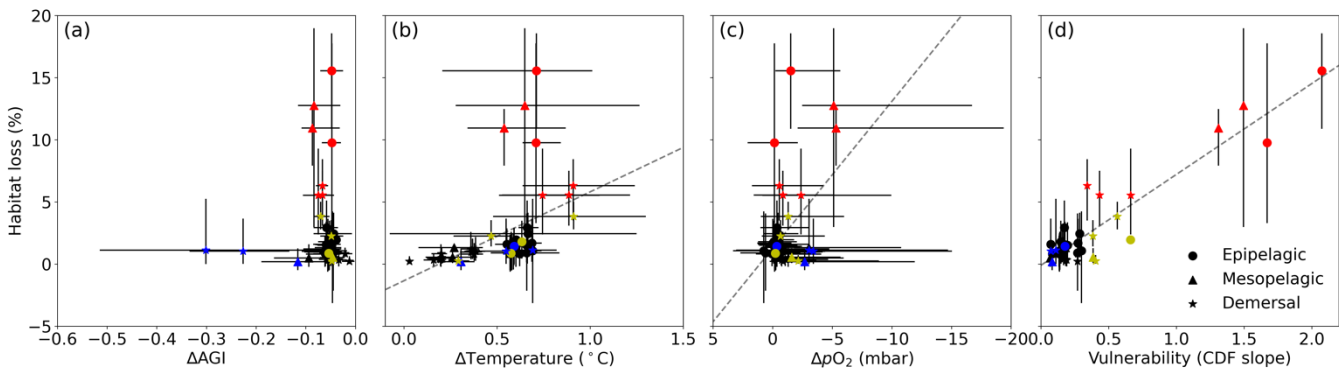 (a)
(b)
(c)
(d)
Habitat loss (%)
20
15
10
5
0
−5
−0.6 −0.5 −0.4 −0.3 −0.2 −0.1 0.0
ΔAGI
0.0 0.5 1.0 1.5
ΔTemperature (°C)
5 0 −5 −10 −15 −20
ΔpO₂ (mbar)
0.0 0.5 1.0 1.5 2.0
Vulnerability (CDF slope)
Epipelagic
Mesopelagic
Demersal